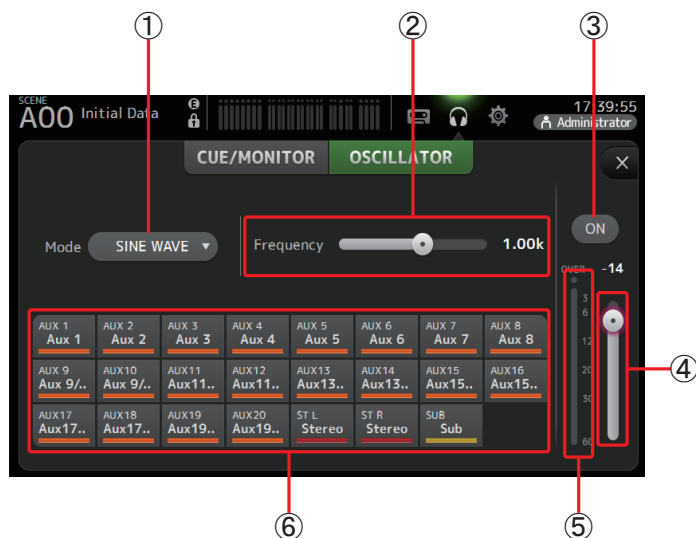 ① ② ③
SCENE
A00 Initial Data E 17:39:55
Administrator
CUE/MONITOR OSCILLATOR ×
Mode SINE WAVE ▼ Frequency 1.00k ON
OVER -14
3
6
12
20
30
60
AUX 1 AUX 2 AUX 3 AUX 4 AUX 5 AUX 6 AUX 7 AUX 8
Aux 1 Aux 2 Aux 3 Aux 4 Aux 5 Aux 6 Aux 7 Aux 8
AUX 9 AUX10 AUX11 AUX12 AUX13 AUX14 AUX15 AUX16
Aux 9/.. Aux 9/.. Aux11.. Aux11.. Aux13.. Aux13.. Aux15.. Aux15..
AUX17 AUX18 AUX19 AUX20 ST L ST R SUB
Aux17.. Aux17.. Aux19.. Aux19.. Stereo Stereo Sub
④
⑥ ⑤